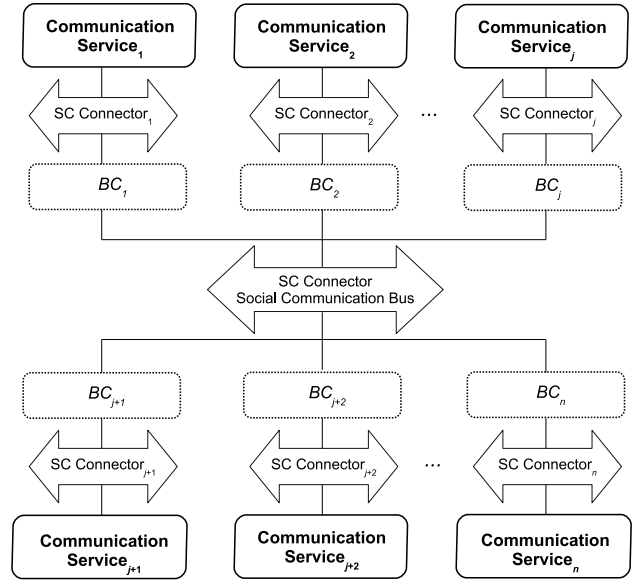 Communication Service₁
Communication Service₂
Communication Serviceⱼ
SC Connector₁
SC Connector₂
...
SC Connectorⱼ
BC₁
BC₂
BCⱼ
SC Connector
Social Communication Bus
BCⱼ₊₁
BCⱼ₊₂
BCₙ
SC Connectorⱼ₊₁
SC Connectorⱼ₊₂
...
SC Connectorₙ
Communication Serviceⱼ₊₁
Communication Serviceⱼ₊₂
Communication Serviceₙ